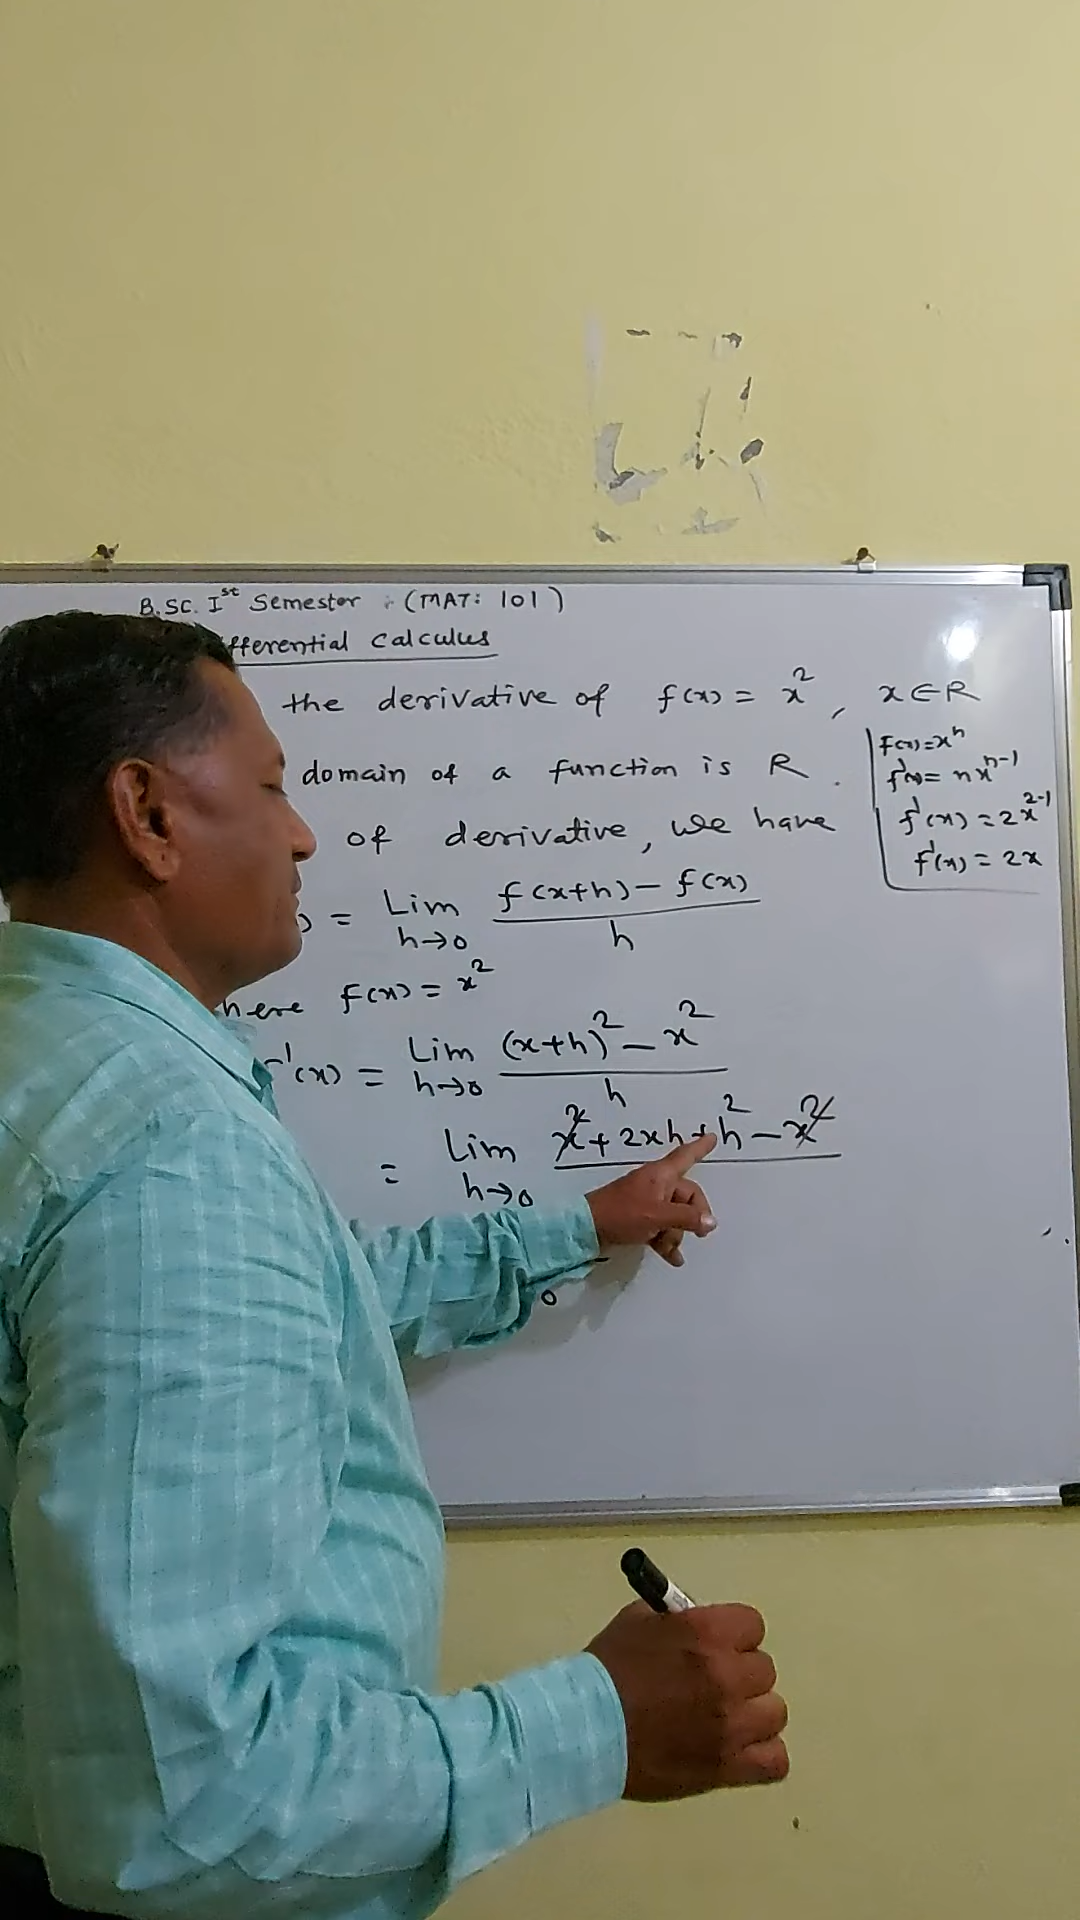 B.Sc. Ist Semester : (MAT: 101)
fferential Calculus
the derivative of f(x) = x², x∈R
domain of a function is R.
of derivative, we have
) = Lim h→0 f(x+h) - f(x) / h
here f(x) = x²
'(x) = Lim h→0 (x+h)² - x² / h
= Lim h→0 x² + 2xh + h² - x²
0
f(x) = xⁿ
f'(x) = nxⁿ⁻¹
f'(x) = 2x²⁻¹
f'(x) = 2x